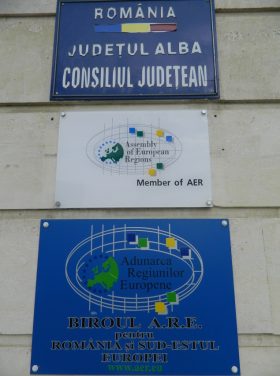 ROMÂNIA
JUDEȚUL ALBA
CONSILIUL JUDEȚEAN
Assembly
of European
Regions
Member of AER
Adunarea
Regiunilor
Europene
BIROUL A.R.E.
pentru
ROMÂNIA și SUD-ESTUL
EUROPEI
www.aer.eu